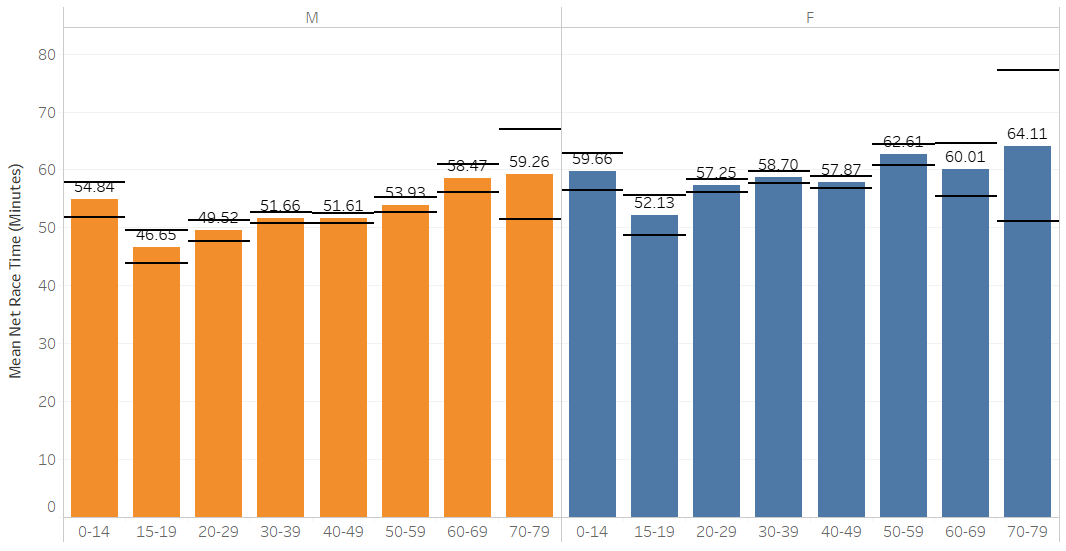 M F
80
70
60
50
40
30
20
10
0
Mean Net Race Time (Minutes)
54.84 46.65 49.52 51.66 51.61 53.93 58.47 59.26 59.66 52.13 57.25 58.70 57.87 62.61 60.01 64.11
0-14 15-19 20-29 30-39 40-49 50-59 60-69 70-79 0-14 15-19 20-29 30-39 40-49 50-59 60-69 70-79